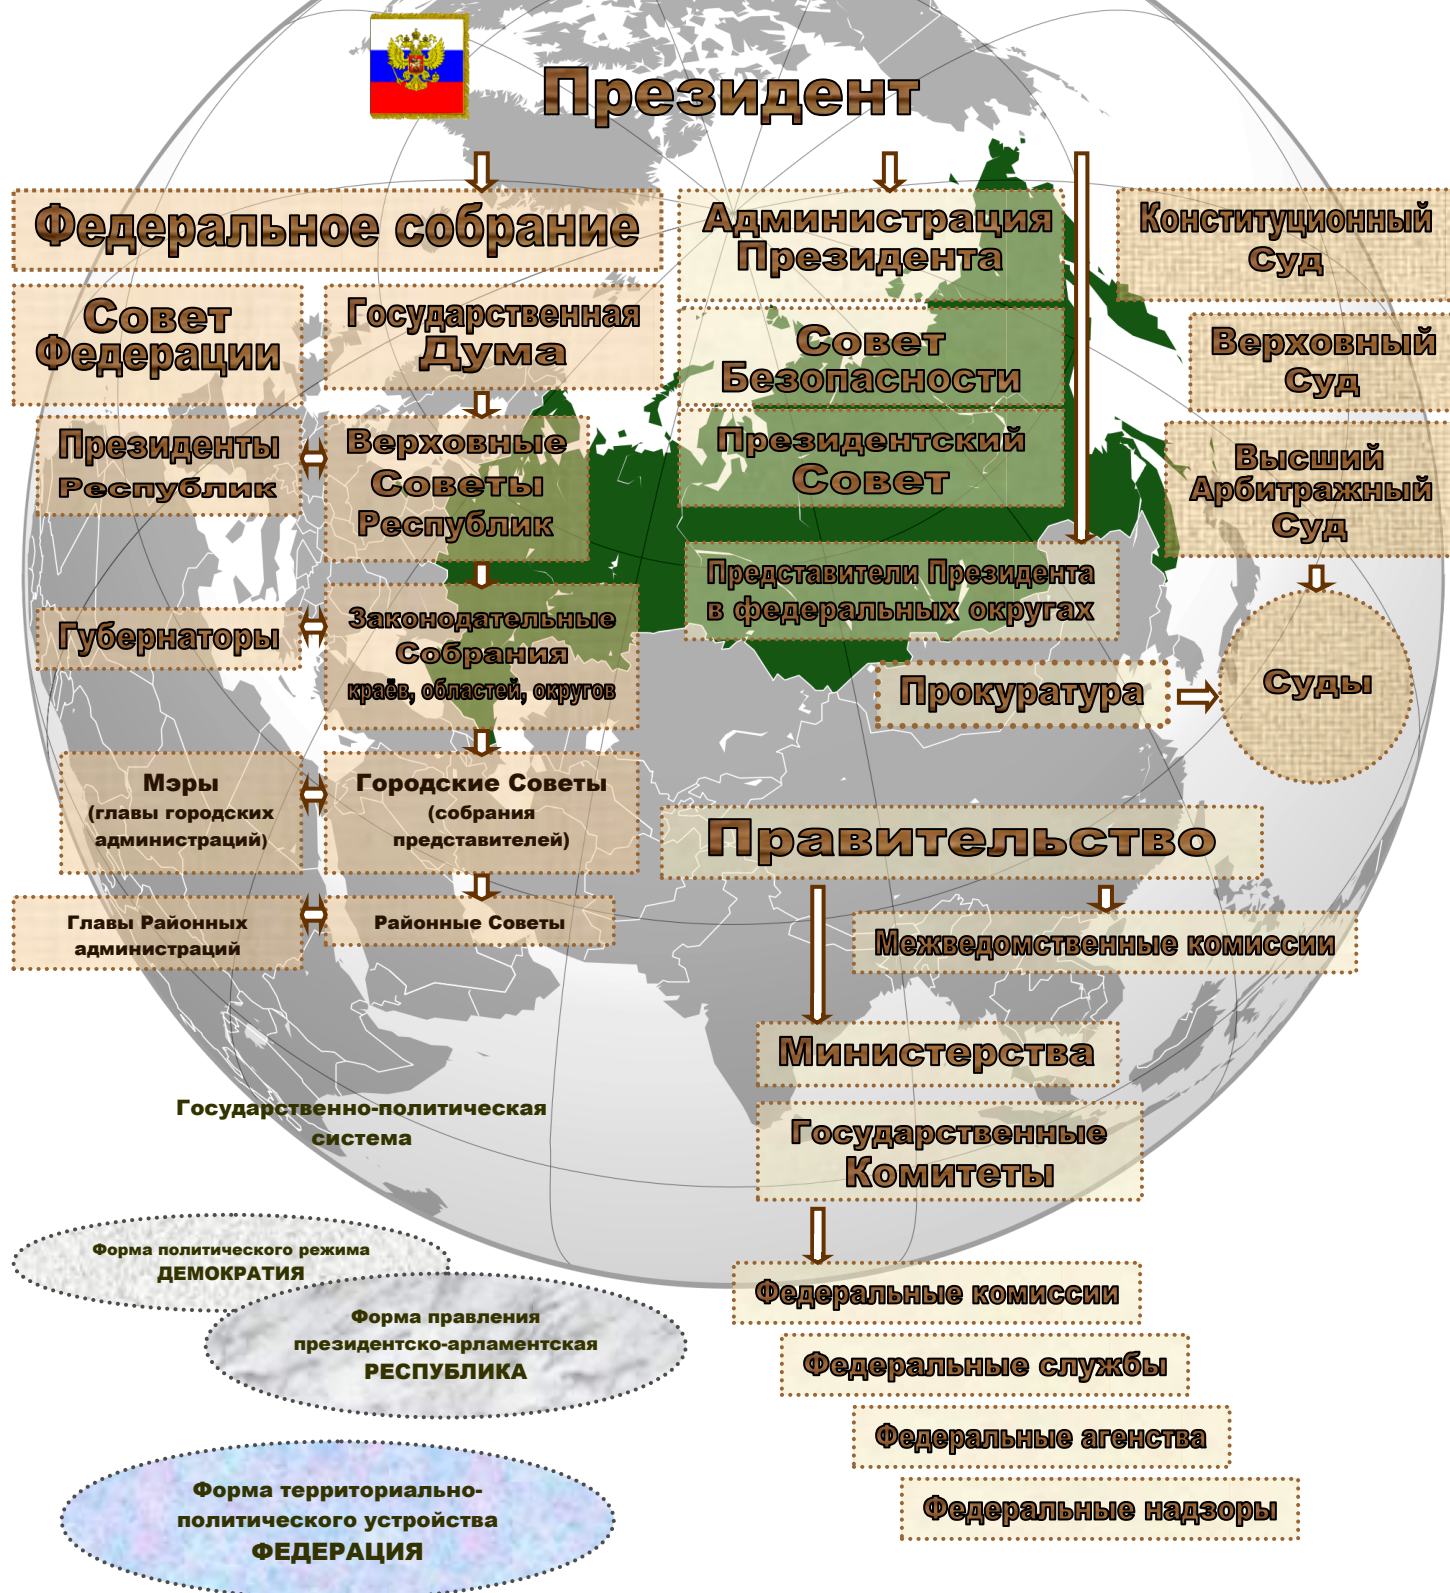 Президент
Федеральное собрание
Администрация
Президента
Конституционный
Суд
Совет
Федерации
Государственная
Дума
Совет
Безопасности
Верховный
Суд
Президенты
Республик
Верховные
Советы
Республик
Президентский
Совет
Высший
Арбитражный
Суд
Представители Президента
в федеральных округах
Губернаторы
Законодательные
Собрания
краёв, областей, округов
Прокуратура
Суды
Мэры
(главы городских
администраций)
Городские Советы
(собрания
представителей)
Правительство
Главы Районных
администраций
Районные Советы
Межведомственные комиссии
Министерства
Государственные
Комитеты
Государственно-политическая
система
Форма политического режима
ДЕМОКРАТИЯ
Форма правления
президентско-арламентская
РЕСПУБЛИКА
Федеральные комиссии
Федеральные службы
Федеральные агенства
Федеральные надзоры
Форма территориально-
политического устройства
ФЕДЕРАЦИЯ